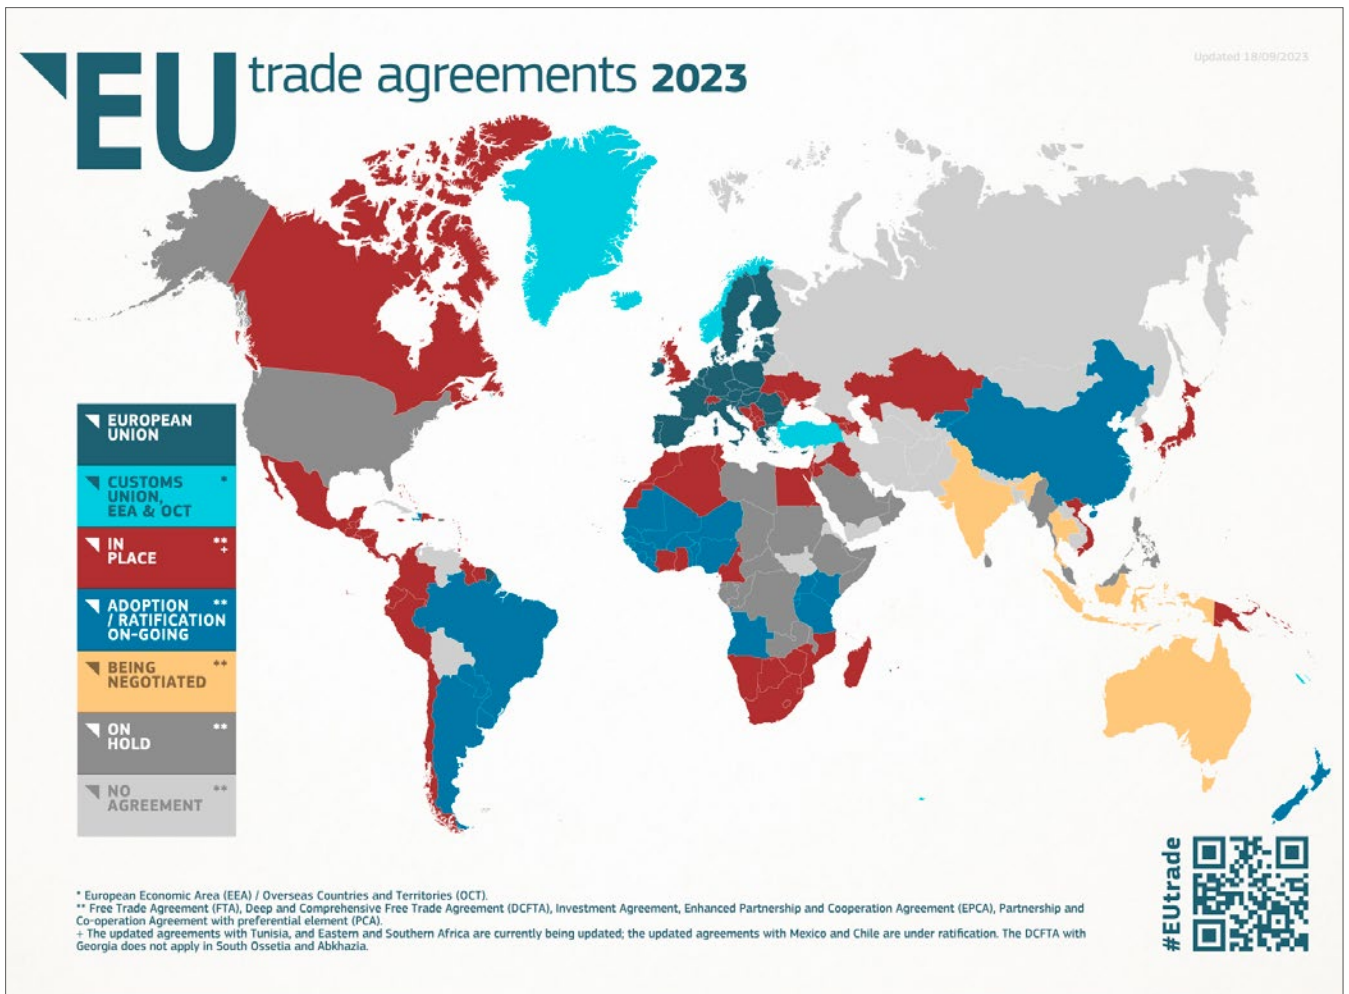 EU trade agreements 2023
Updated 18/09/2023
EUROPEAN
UNION
CUSTOMS *
UNION,
EEA & OCT
IN **
PLACE +
ADOPTION **
/ RATIFICATION
ON-GOING
BEING **
NEGOTIATED
ON **
HOLD
NO **
AGREEMENT
#EUtrade
* European Economic Area (EEA) / Overseas Countries and Territories (OCT).
** Free Trade Agreement (FTA), Deep and Comprehensive Free Trade Agreement (DCFTA), Investment Agreement, Enhanced Partnership and Cooperation Agreement (EPCA), Partnership and
Co-operation Agreement with preferential element (PCA).
+ The updated agreements with Tunisia, and Eastern and Southern Africa are currently being updated; the updated agreements with Mexico and Chile are under ratification. The DCFTA with
Georgia does not apply in South Ossetia and Abkhazia.